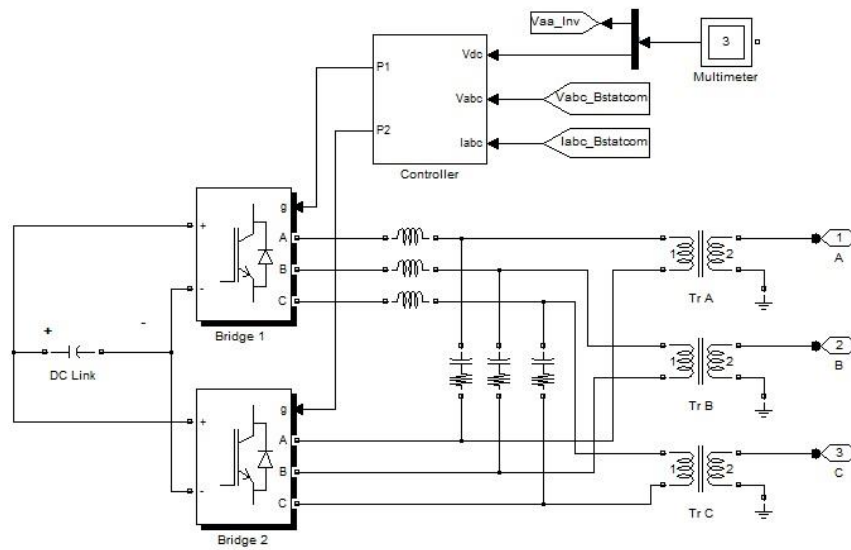 Vaa_Inv
3
Multimeter
P1
P2
Vdc
Vabc
Iabc
Vabc_Bstatcom
Iabc_Bstatcom
Controller
g
+
-
A
B
C
Bridge 1
+ -
DC Link
g
+
-
A
B
C
Bridge 2
1 2
Tr A
1
A
1 2
Tr B
2
B
1 2
Tr C
3
C